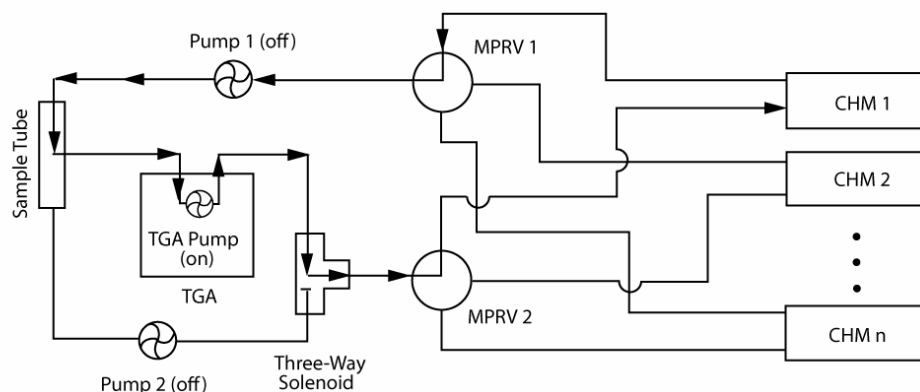 Pump 1 (off)
MPRV 1
CHM 1
Sample Tube
CHM 2
TGA Pump
(on)
TGA
MPRV 2
CHM n
Three-Way
Solenoid
Pump 2 (off)